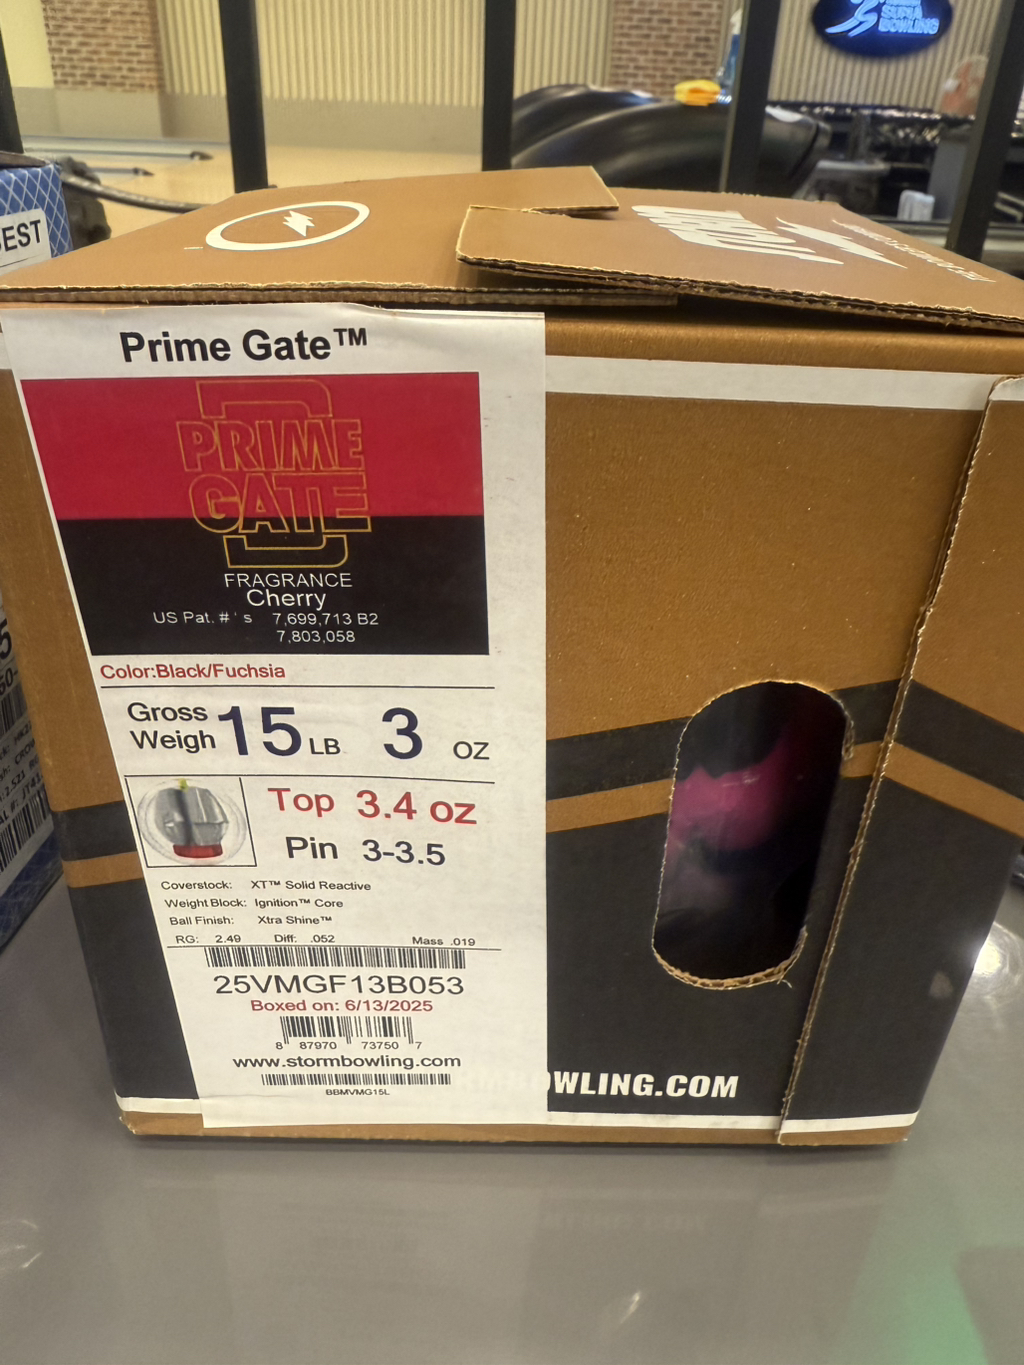 SUPRA
BOWLING
EST
STORM
Prime Gate™
PRIME
GATE
FRAGRANCE
Cherry
US Pat. #'s 7,699,713 B2
7,803,058
Color:Black/Fuchsia
Gross
Weigh 15 LB 3 OZ
Top 3.4 oz
Pin 3-3.5
Coverstock: XT™ Solid Reactive
Weight Block: Ignition™ Core
Ball Finish: Xtra Shine™
RG: 2.49 Diff: .052 Mass .019
25VMGF13B053
Boxed on: 6/13/2025
8 87970 73750 7
www.stormbowling.com
BBMVMG15L
WLING.COM